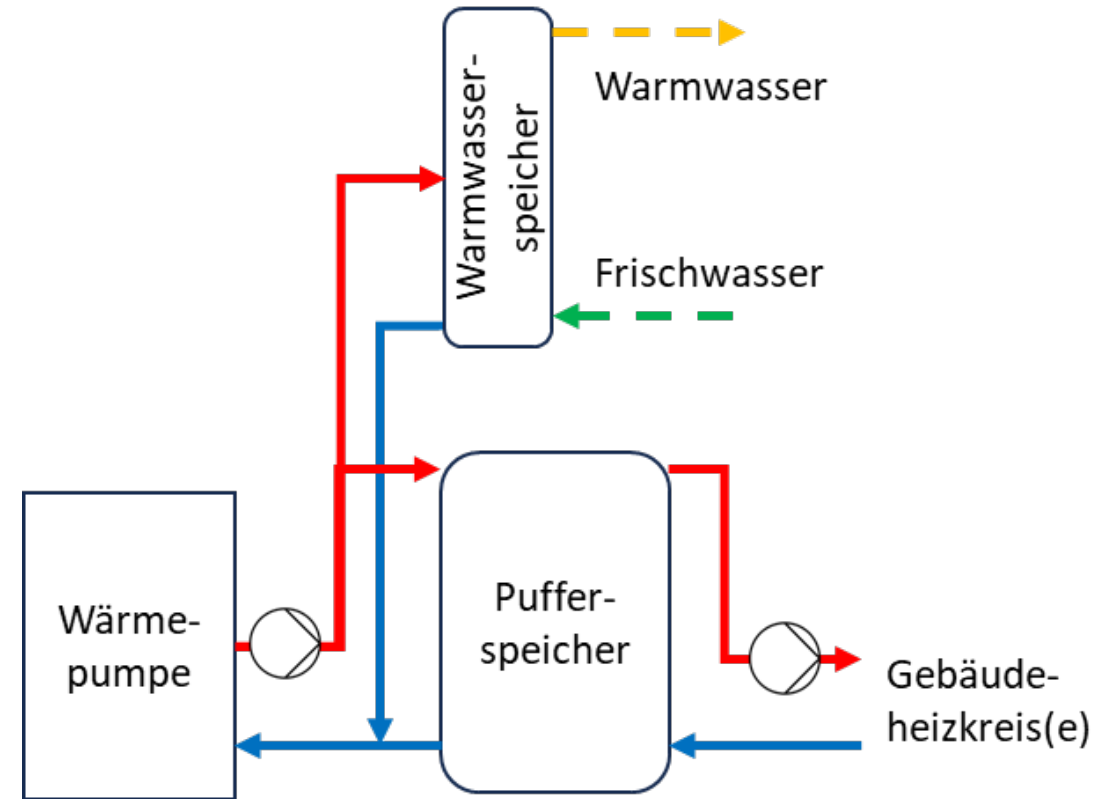 Warmwasser-
speicher
Warmwasser
Frischwasser
Wärme-
pumpe
Puffer-
speicher
Gebäude-
heizkreis(e)